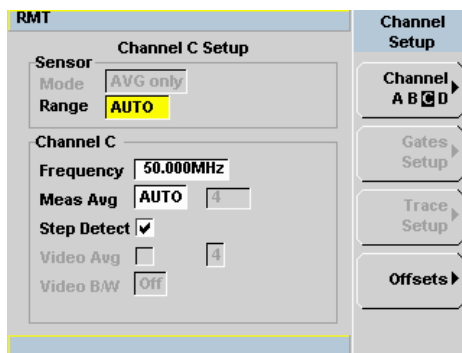 RMT
Channel C Setup
Sensor
Mode AVG only
Range AUTO
Channel C
Frequency 50.000MHz
Meas Avg AUTO 4
Step Detect
Video Avg 4
Video B/W Off
Channel
Setup
Channel
A B C D
Gates
Setup
Trace
Setup
Offsets